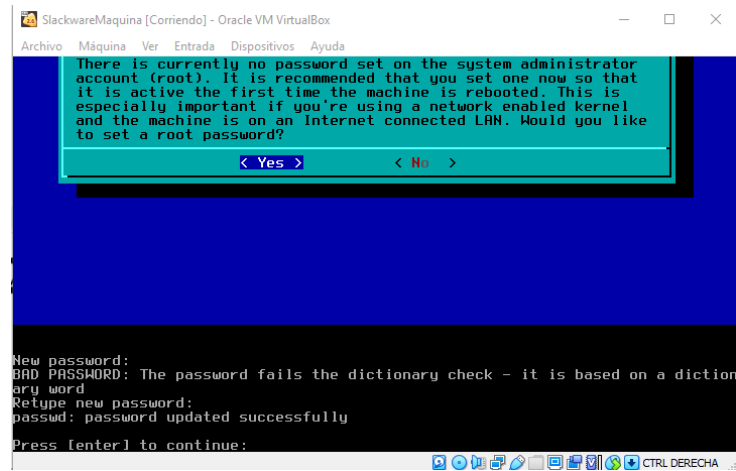 SlackwareMaquina [Corriendo] - Oracle VM VirtualBox
Archivo Máquina Ver Entrada Dispositivos Ayuda
There is currently no password set on the system administrator
account (root). It is recommended that you set one now so that
it is active the first time the machine is rebooted. This is
especially important if you're using a network enabled kernel
and the machine is on an Internet connected LAN. Would you like
to set a root password?
< Yes > < No >
New password:
BAD PASSWORD: The password fails the dictionary check - it is based on a diction
ary word
Retype new password:
passwd: password updated successfully
Press [enter] to continue:
CTRL DERECHA